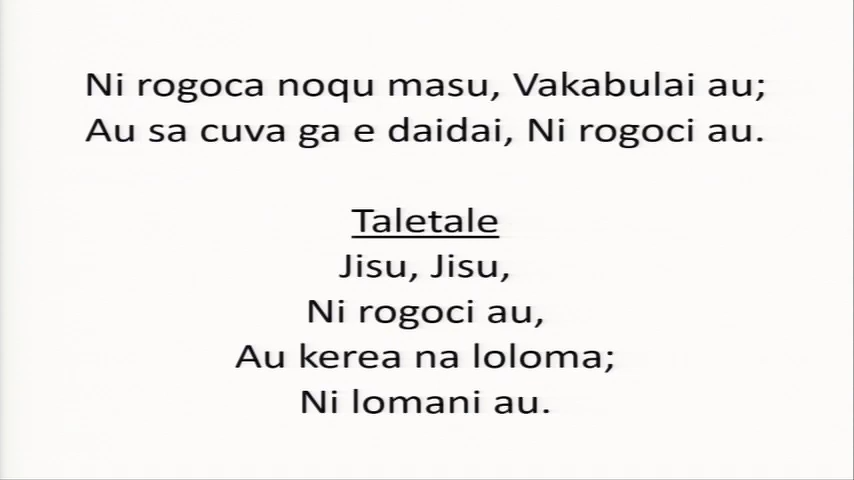 Ni rogoca noqu masu, Vakabulai au;
Au sa cuva ga e daidai, Ni rogoci au.
Taletale
Jisu, Jisu,
Ni rogoci au,
Au kerea na loloma;
Ni lomani au.